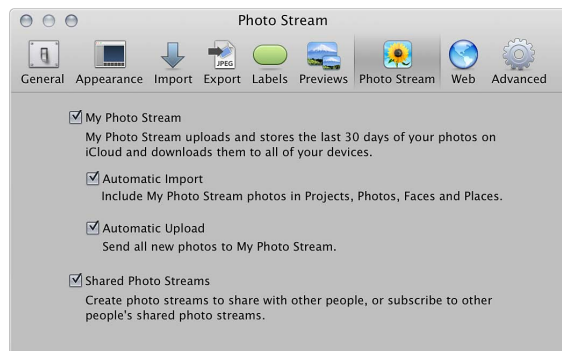 Photo Stream
JPEG
General Appearance Import Export Labels Previews Photo Stream Web Advanced
My Photo Stream
My Photo Stream uploads and stores the last 30 days of your photos on
iCloud and downloads them to all of your devices.
Automatic Import
Include My Photo Stream photos in Projects, Photos, Faces and Places.
Automatic Upload
Send all new photos to My Photo Stream.
Shared Photo Streams
Create photo streams to share with other people, or subscribe to other
people's shared photo streams.